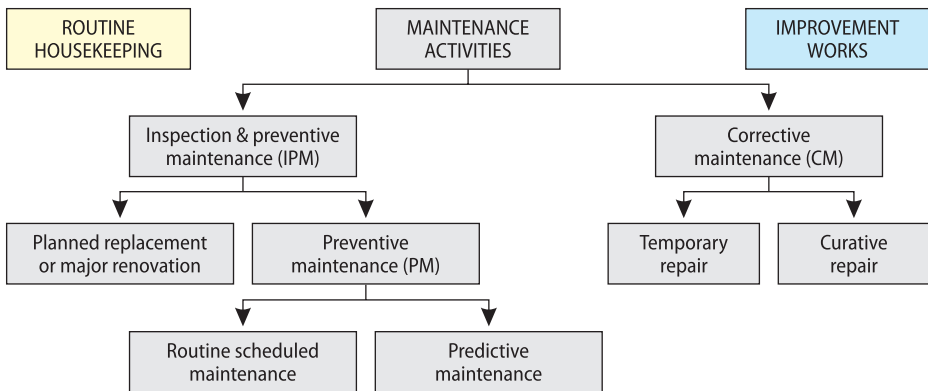 ROUTINE
HOUSEKEEPING
MAINTENANCE
ACTIVITIES
IMPROVEMENT
WORKS
Inspection & preventive
maintenance (IPM)
Corrective
maintenance (CM)
Planned replacement
or major renovation
Preventive
maintenance (PM)
Temporary
repair
Curative
repair
Routine scheduled
maintenance
Predictive
maintenance